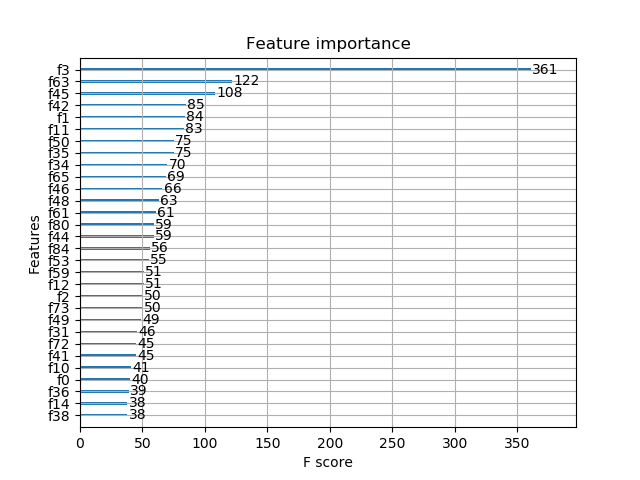 Feature importance
f3 361
f63 122
f45 108
f42 85
f1 84
f11 83
f50 75
f35 75
f34 70
f65 69
f46 66
f48 63
f61 61
f80 59
f44 59
f84 56
f53 55
f59 51
f12 51
f2 50
f73 50
f49 49
f31 46
f72 45
f41 45
f10 41
f0 40
f36 39
f14 38
f38 38
Features
0 50 100 150 200 250 300 350
F score